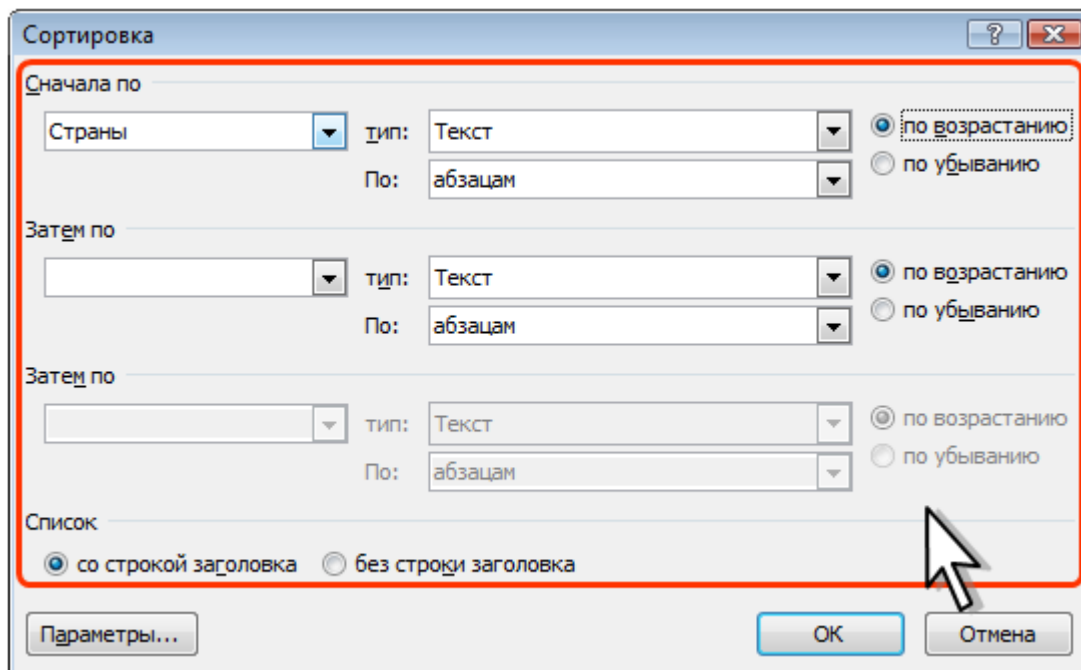 Сортировка
Сначала по
Страны тип: Текст по возрастанию
По: абзацам по убыванию
Затем по
тип: Текст по возрастанию
По: абзацам по убыванию
Затем по
тип: Текст по возрастанию
По: абзацам по убыванию
Список
со строкой заголовка без строки заголовка
Параметры... ОК Отмена